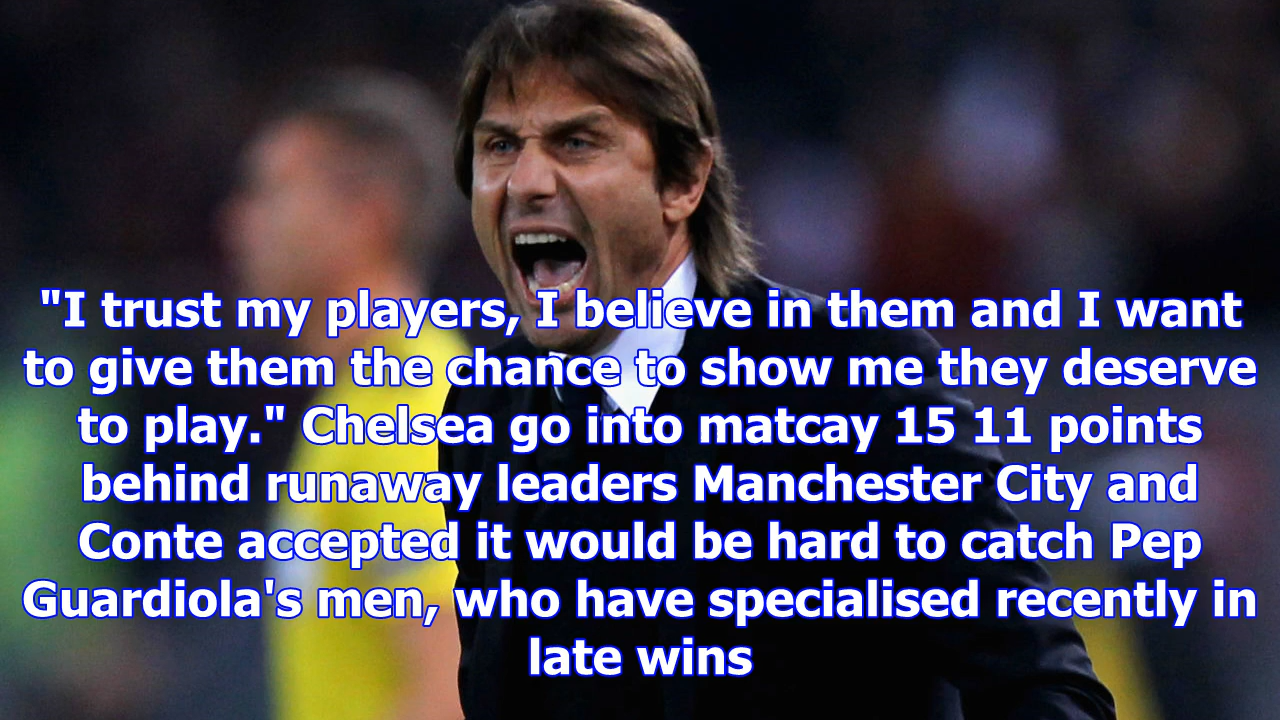 "I trust my players, I believe in them and I want
to give them the chance to show me they deserve
to play." Chelsea go into matcay 15 11 points
behind runaway leaders Manchester City and
Conte accepted it would be hard to catch Pep
Guardiola's men, who have specialised recently in
late wins